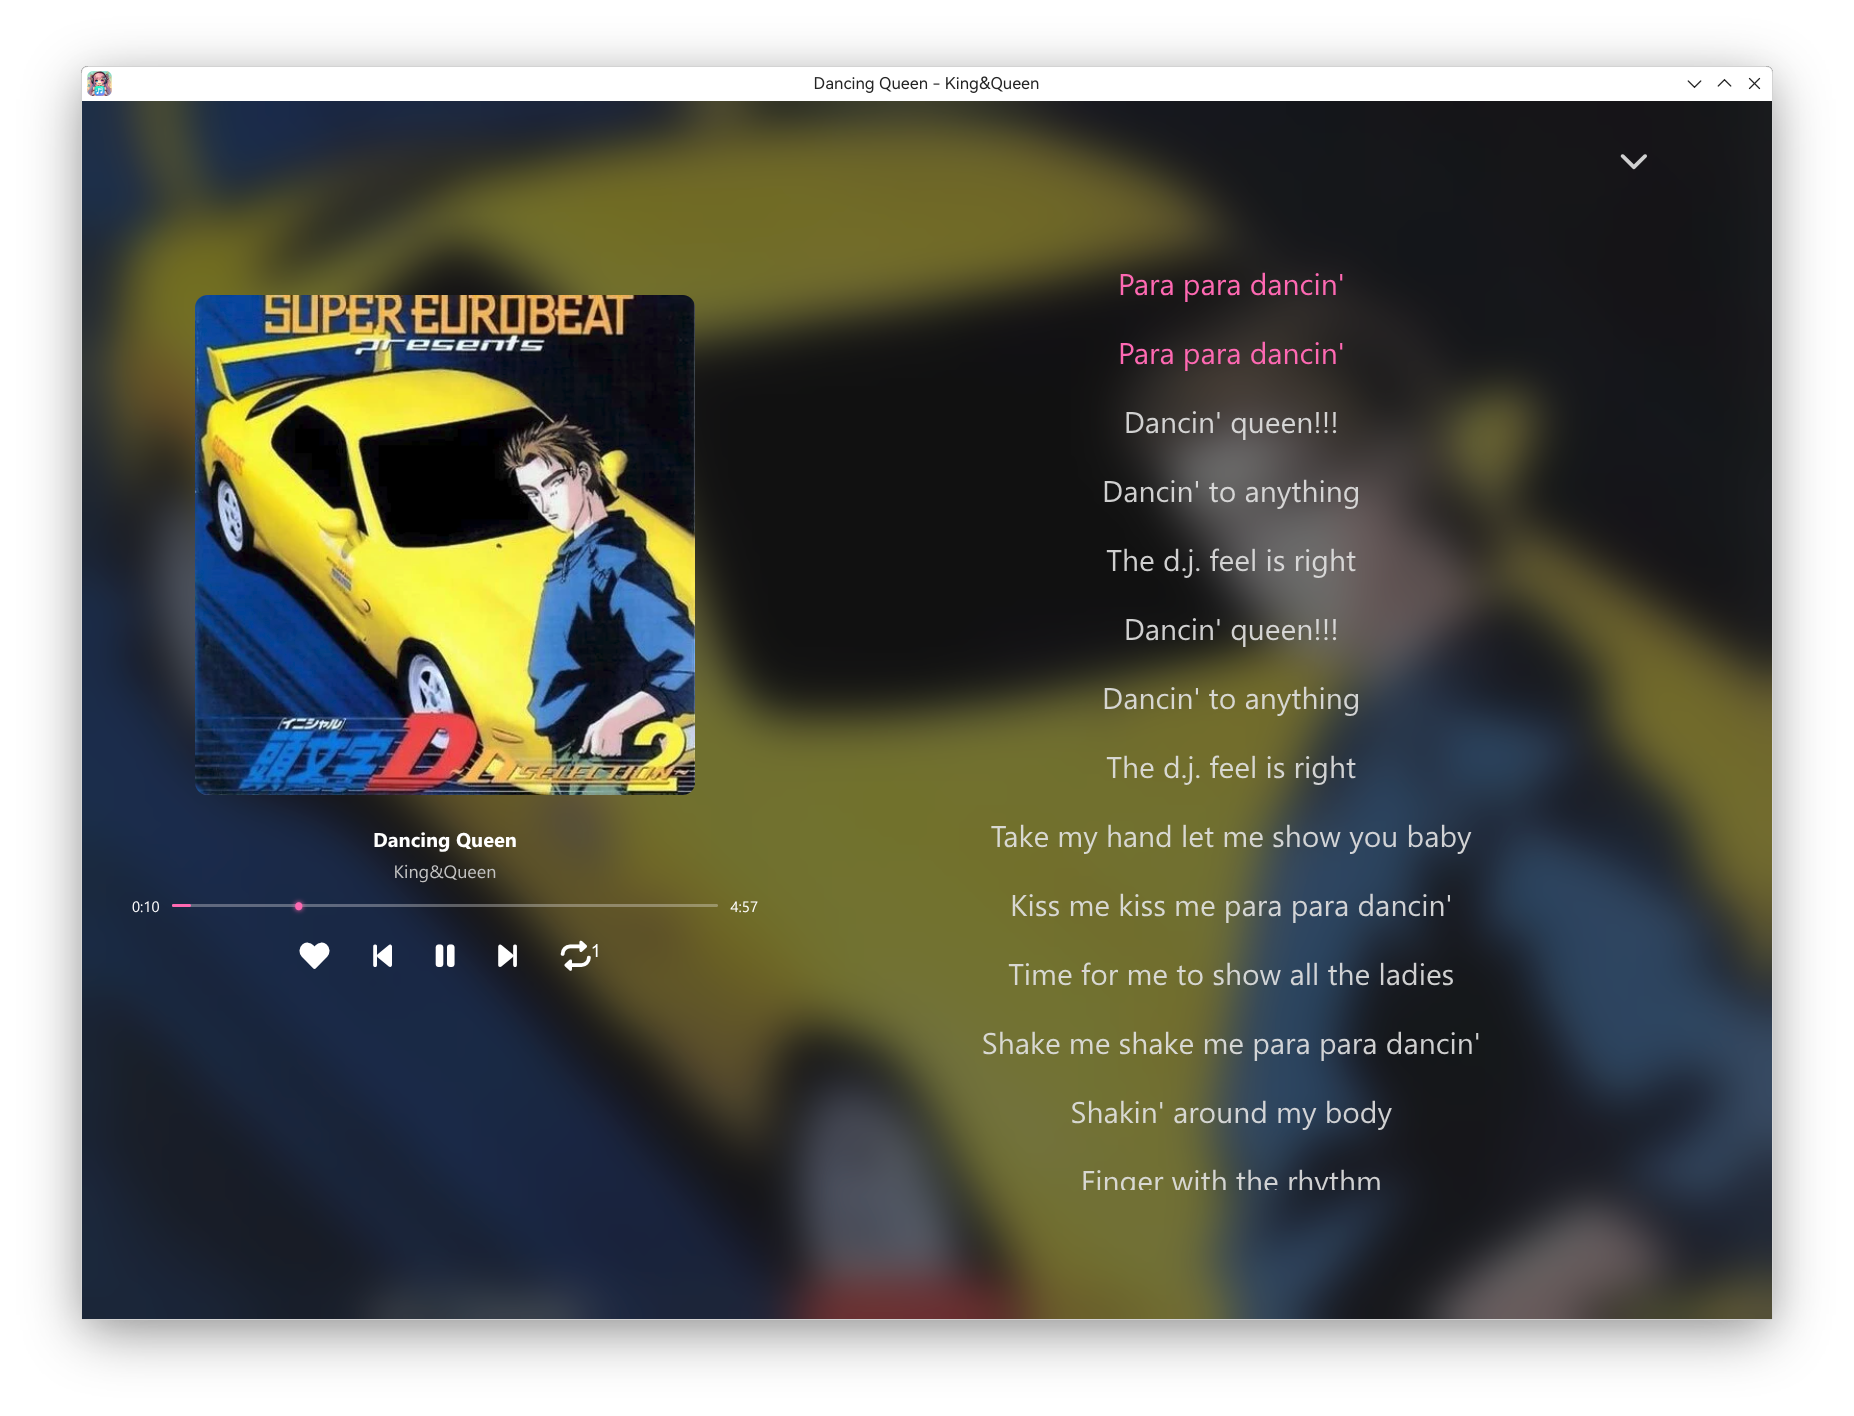 Dancing Queen - King&Queen
SUPER EUROBEAT
presents
[イニシャル]
頭文字D
~D SELECTION~
2
Dancing Queen
King&Queen
0:10
4:57
1
Para para dancin'
Para para dancin'
Dancin' queen!!!
Dancin' to anything
The d.j. feel is right
Dancin' queen!!!
Dancin' to anything
The d.j. feel is right
Take my hand let me show you baby
Kiss me kiss me para para dancin'
Time for me to show all the ladies
Shake me shake me para para dancin'
Shakin' around my body
Finger with the rhythm